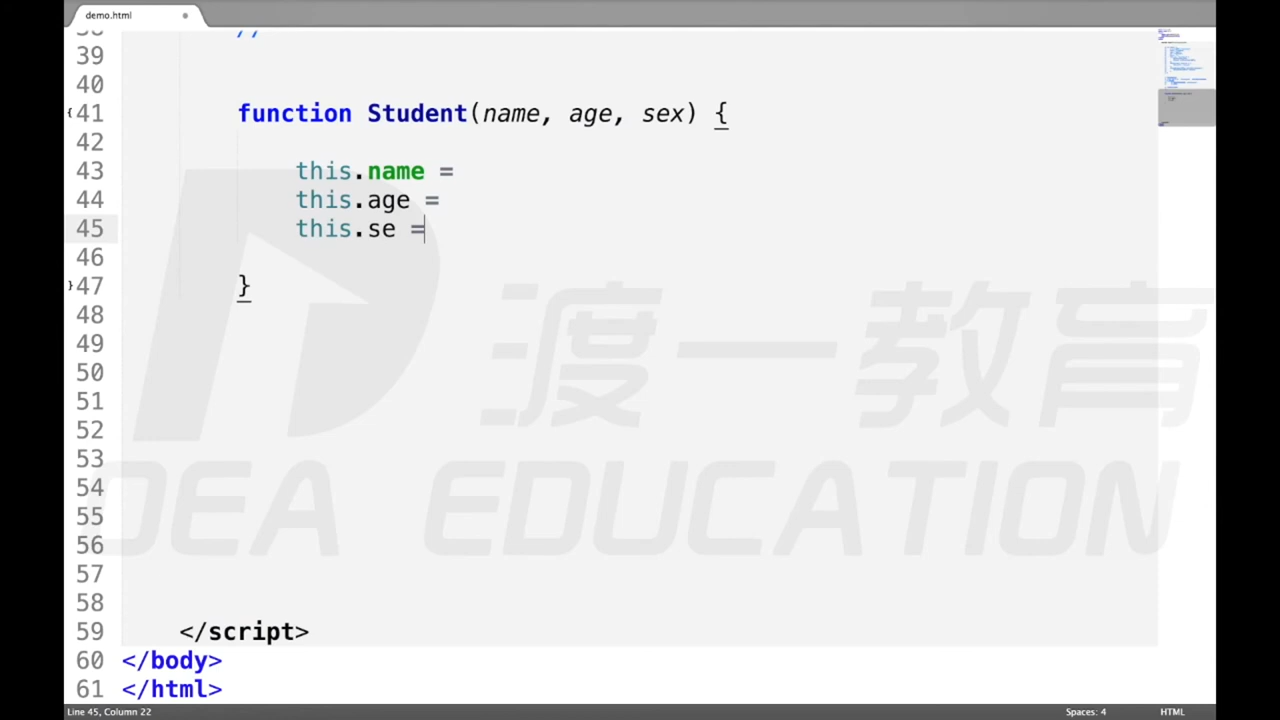 demo.html
38 //
39
40
41 function Student(name, age, sex) {
42
43 this.name =
44 this.age =
45 this.se =
46
47 }
48
49
50
51
52
53
54
55
56
57
58
59 </script>
60 </body>
61 </html>
渡一教育
IDEA EDUCATION
Line 45, Column 22
Spaces: 4
HTML